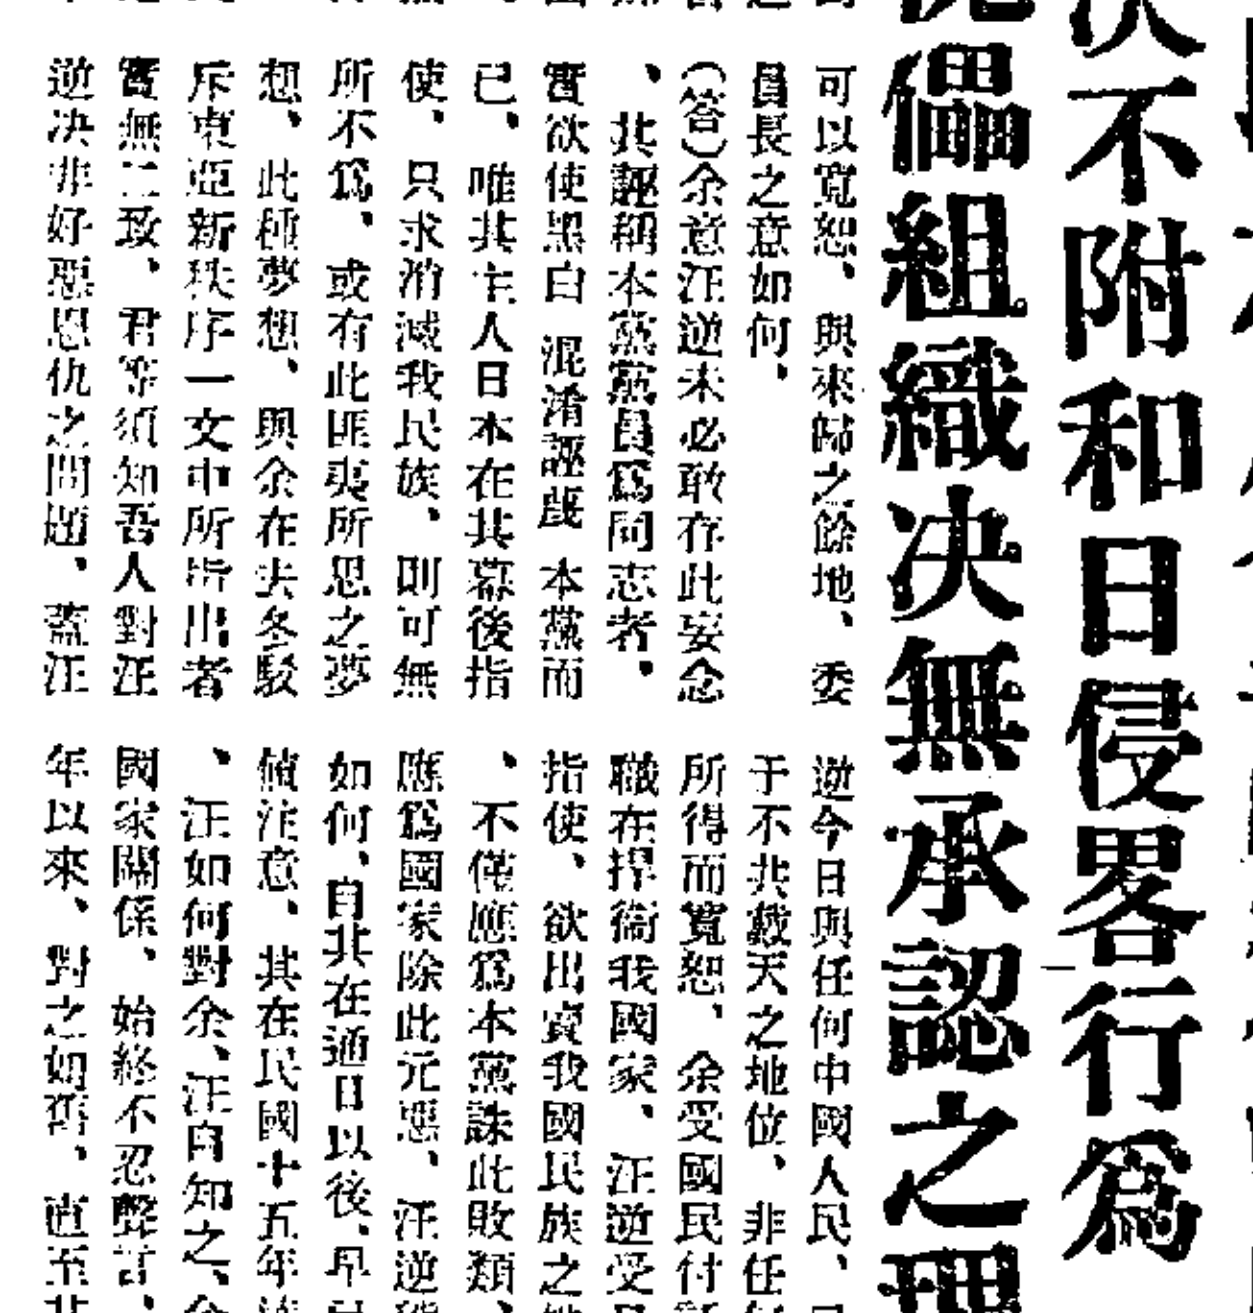 决不附和日侵畧行爲
儡組織决無承認之理
可以寬恕、與來歸之餘地、委
員長之意如何、
(答)余意汪逆未必敢存此妄念
、其誣稱本黨黨員爲同志者、
實欲使黑白混淆誣衊本黨而
已、唯其主人日本在其幕後指
使、只求消滅我民族、則可無
所不爲、或有此匪夷所思之夢
想、此種夢想、與余在去冬駁
斥東亞新秩序一文中所指出者
實無二致、君等須知吾人對汪
逆决非好惡恩仇之問題、蓋汪
逆今日與任何中國人民、
于不共戴天之地位、非任
所得而寬恕、余受國民付
職在捍衞我國家、汪逆受
指使、欲出賣我國民族之
、不僅應爲本黨誅此敗類、
應爲國家除此元惡、汪逆
如何、自其在通日以後、早
値注意、其在民國十五年
、汪如何對余、汪自知之、
國家關係、始終不忍聲言、
年以來、對之如舊、直至